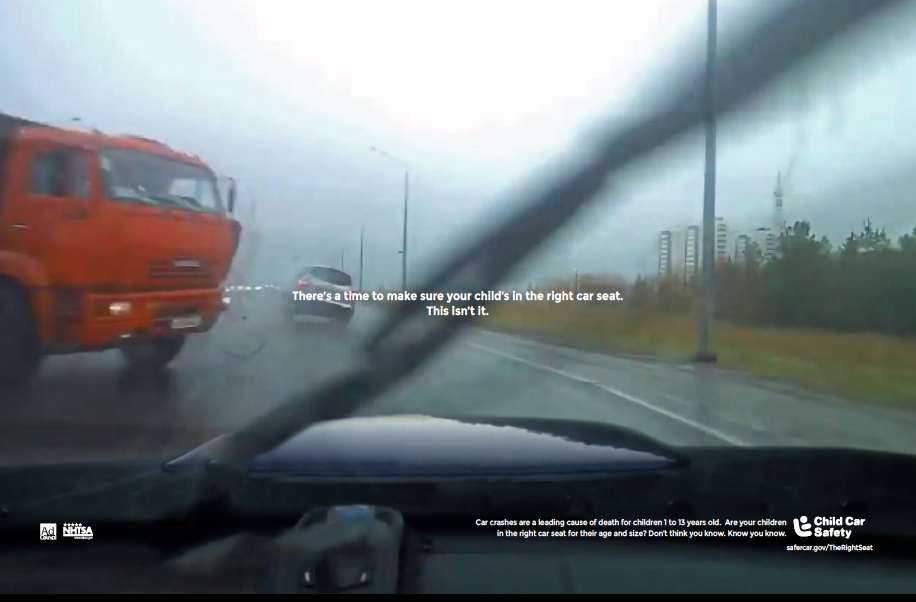 There's a time to make sure your child's in the right car seat.
This isn't it.
Ad
Council
NHTSA
Car crashes are a leading cause of death for children 1 to 13 years old. Are your children
in the right car seat for their age and size? Don't think you know. Know you know.
Child Car
Safety
safercar.gov/TheRightSeat